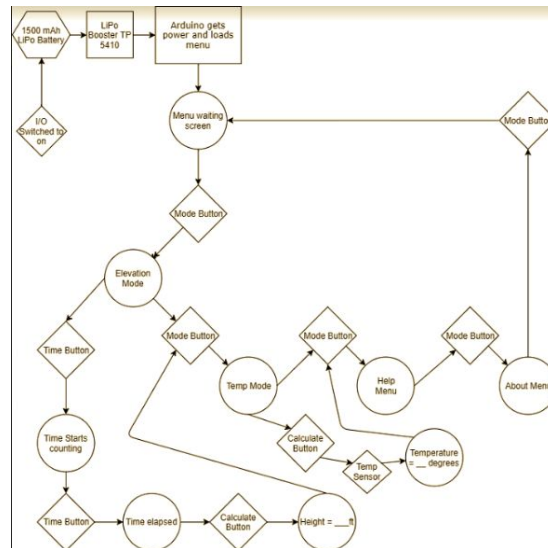 1500 mAh
LiPo Battery
LiPo
Booster TP
5410
Arduino gets
power and loads
menu
I/O
Switched to
on
Menu waiting
screen
Mode Button
Mode Button
Elevation
Mode
Time Button
Mode Button
Mode Button
Mode Button
Temp Mode
Help
Menu
About Menu
Time Starts
counting
Calculate
Button
Temp
Sensor
Temperature
= __ degrees
Time Button
Time elapsed
Calculate
Button
Height = ___ft